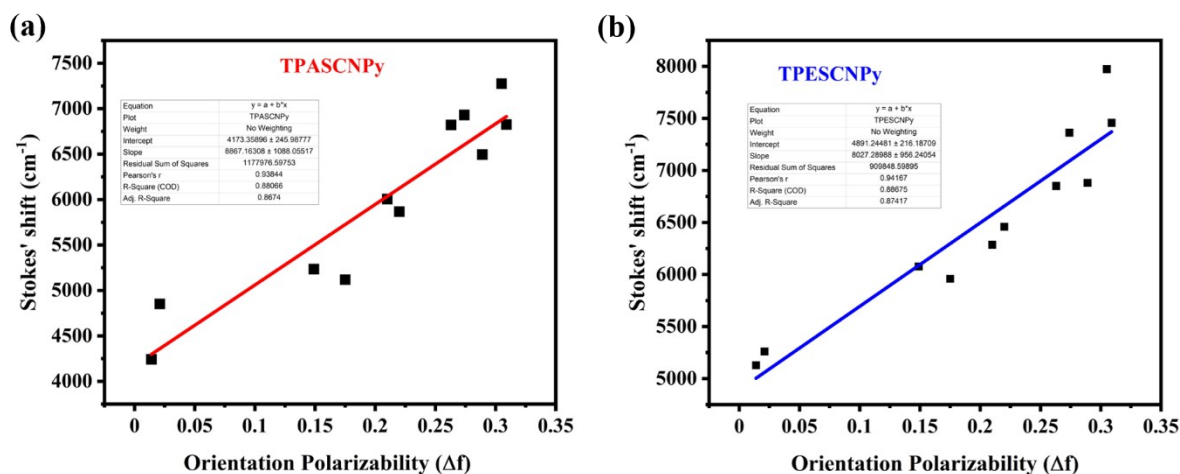 (a)
TPASCNPy
Equation y = a + b*x
Plot TPASCNPy
Weight No Weighting
Intercept 4173.35896 ± 245.98777
Slope 8867.16308 ± 1088.05517
Residual Sum of Squares 1177976.59753
Pearson's r 0.93844
R-Square (COD) 0.88066
Adj. R-Square 0.8674
Stokes' shift (cm⁻¹)
7500
7000
6500
6000
5500
5000
4500
4000
0 0.05 0.1 0.15 0.2 0.25 0.3 0.35
Orientation Polarizability (Δf)
(b)
TPESCNPy
Equation y = a + b*x
Plot TPESCNPy
Weight No Weighting
Intercept 4891.24481 ± 216.18709
Slope 8027.28988 ± 956.24054
Residual Sum of Squares 909848.59895
Pearson's r 0.94167
R-Square (COD) 0.88675
Adj. R-Square 0.87417
Stokes' shift (cm⁻¹)
8000
7500
7000
6500
6000
5500
5000
0 0.05 0.1 0.15 0.2 0.25 0.3 0.35
Orientation Polarizability (Δf)